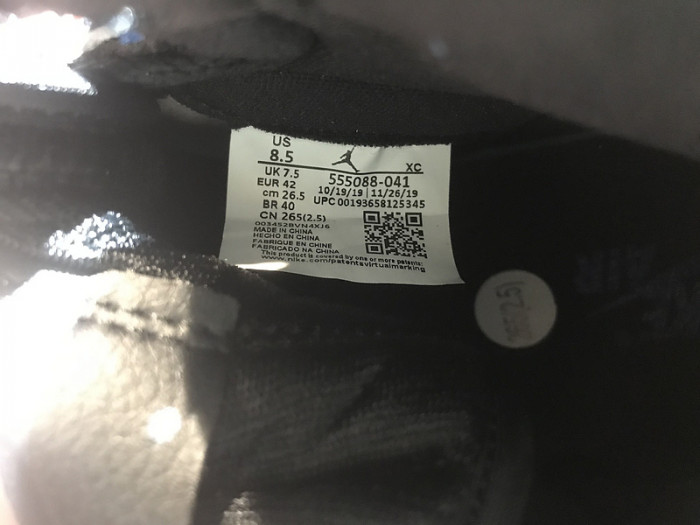 US
8.5
XC
UK 7.5
EUR 42
cm 26.5
BR 40
CN 265(2.5)
555088-041
10/19/19 | 11/26/19
UPC 00193658125345
003452BVN4XJ6
MADE IN CHINA
HECHO EN CHINA
FABRIQUE EN CHINE
FABRICADO NA CHINA
This product is covered by one or more patents:
www.nike.com/patentsvirtualmarking
AIR